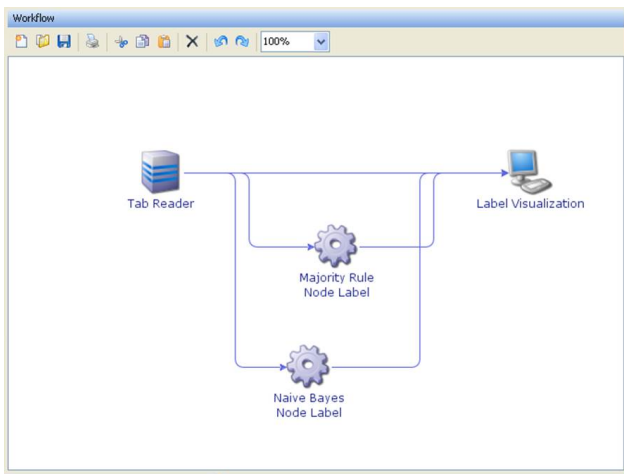 Workflow
100%
Tab Reader
Label Visualization
Majority Rule
Node Label
Naive Bayes
Node Label